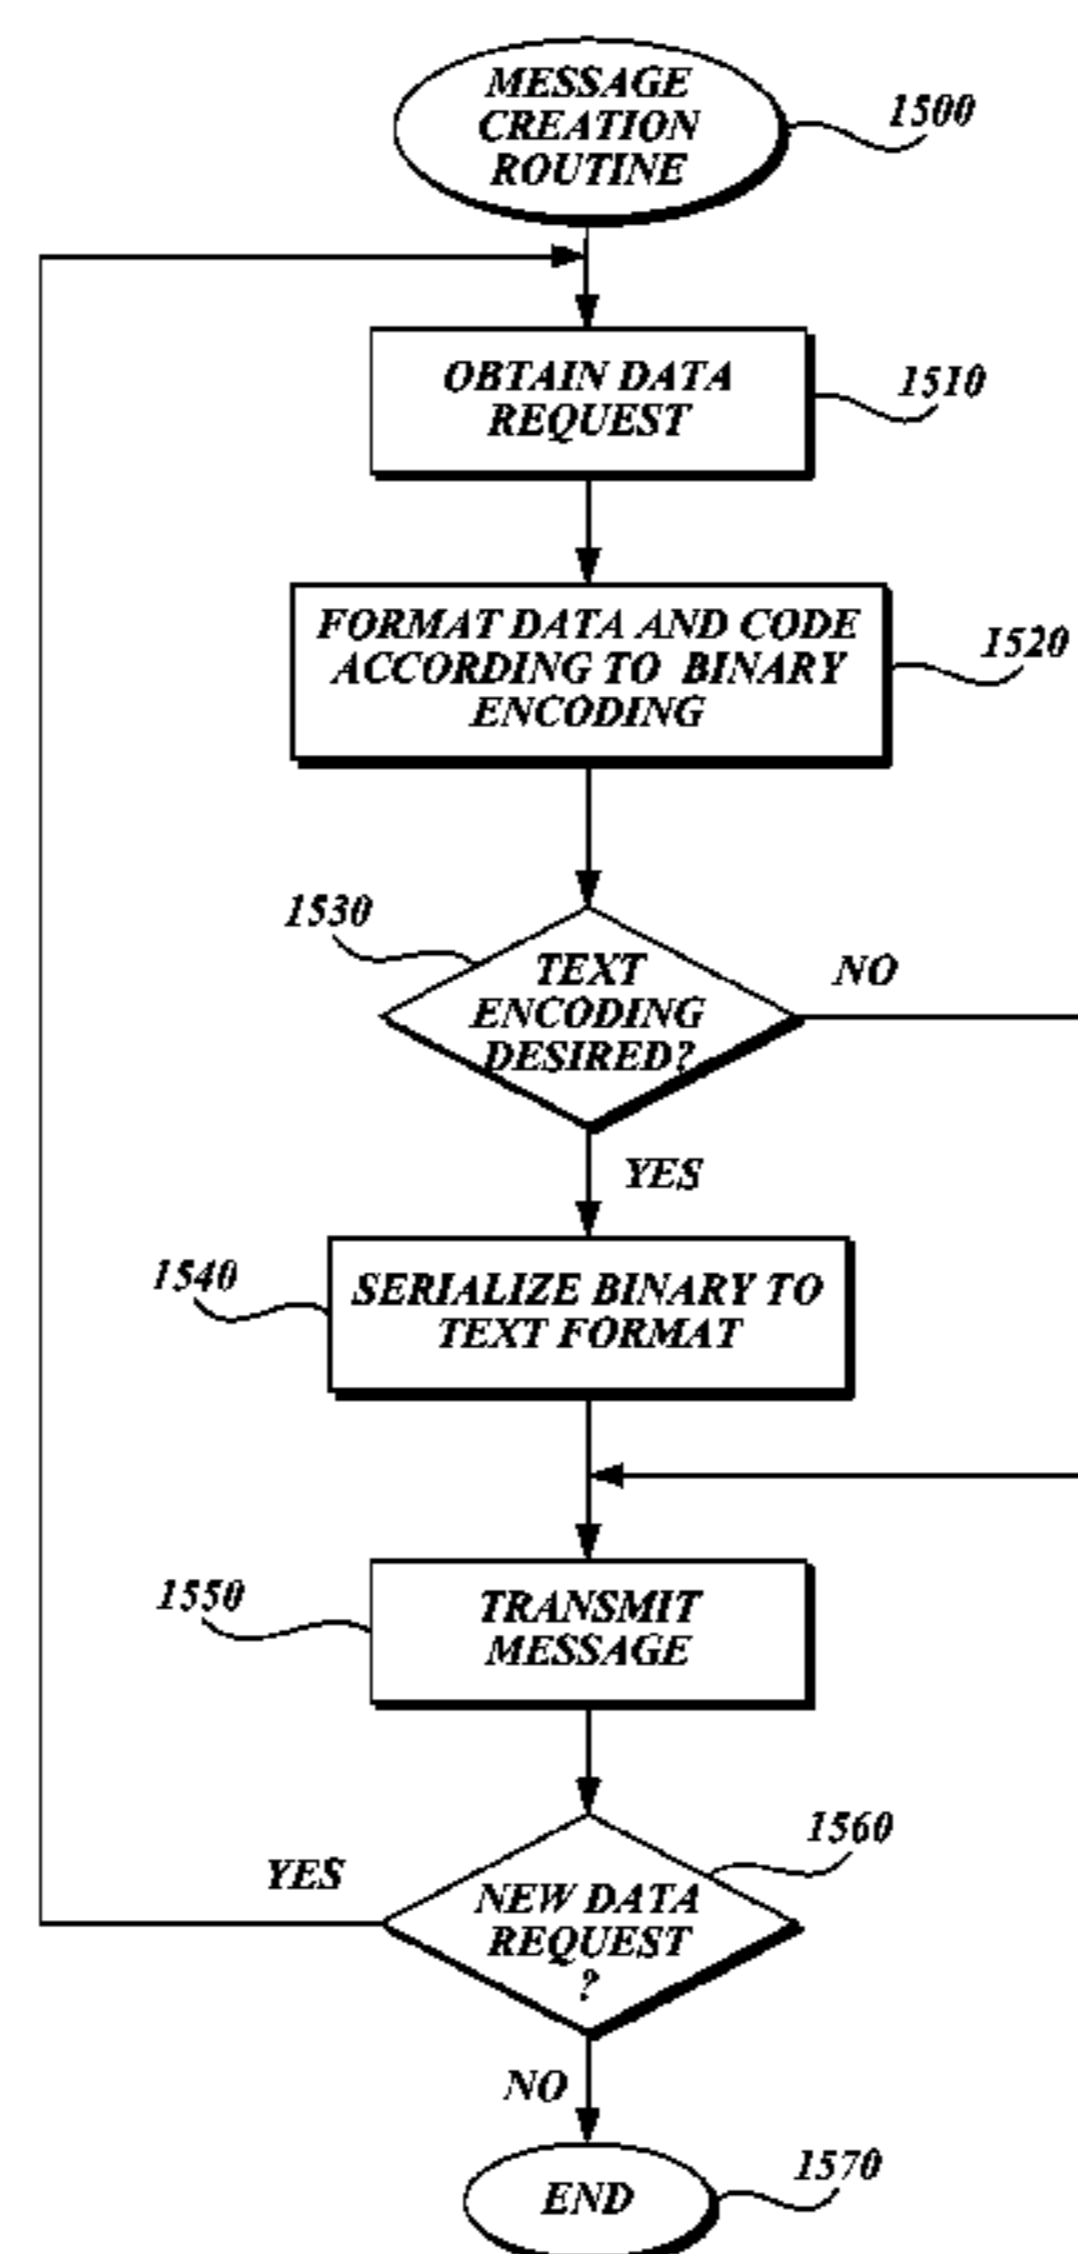 MESSAGE
CREATION
ROUTINE
1500
OBTAIN DATA
REQUEST
1510
FORMAT DATA AND CODE
ACCORDING TO BINARY
ENCODING
1520
1530
TEXT
ENCODING
DESIRED?
NO
YES
1540
SERIALIZE BINARY TO
TEXT FORMAT
1550
TRANSMIT
MESSAGE
1560
YES
NEW DATA
REQUEST
?
NO
1570
END